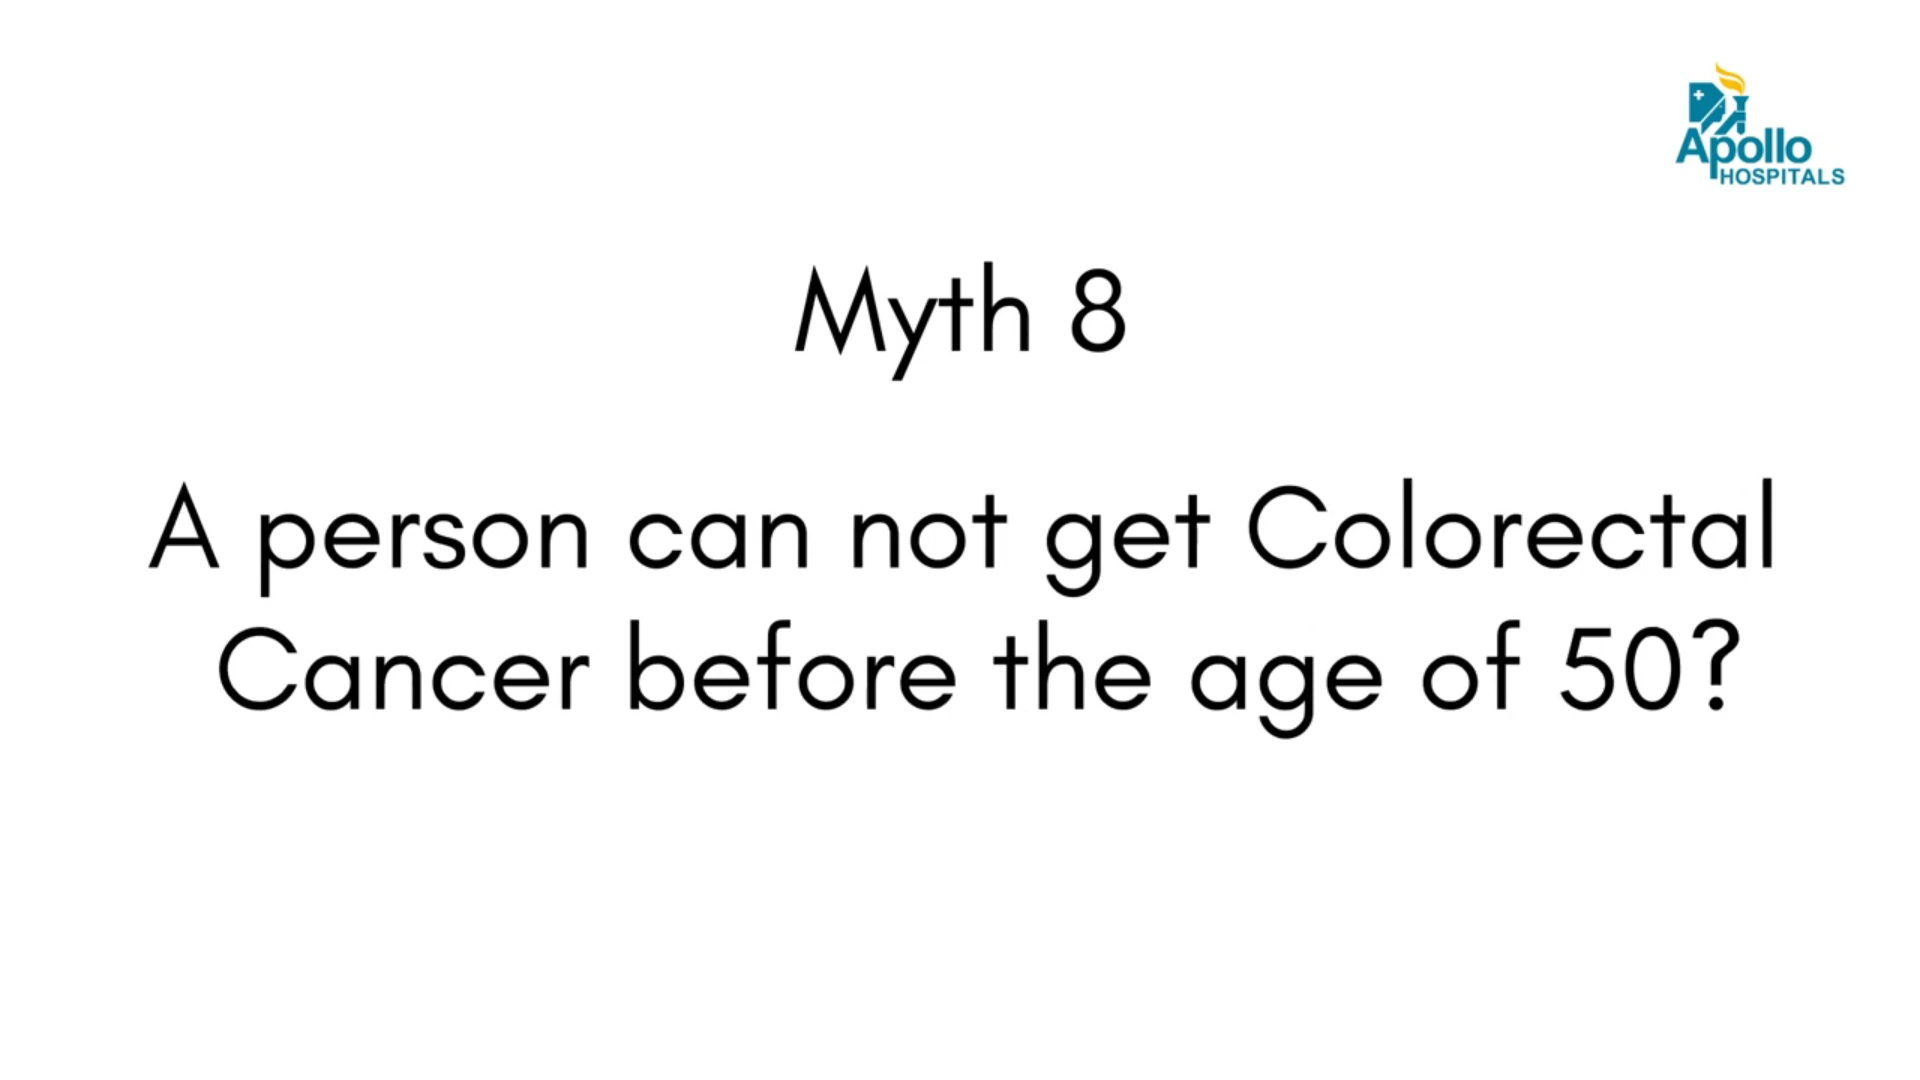 Apollo
HOSPITALS
Myth 8
A person can not get Colorectal
Cancer before the age of 50?